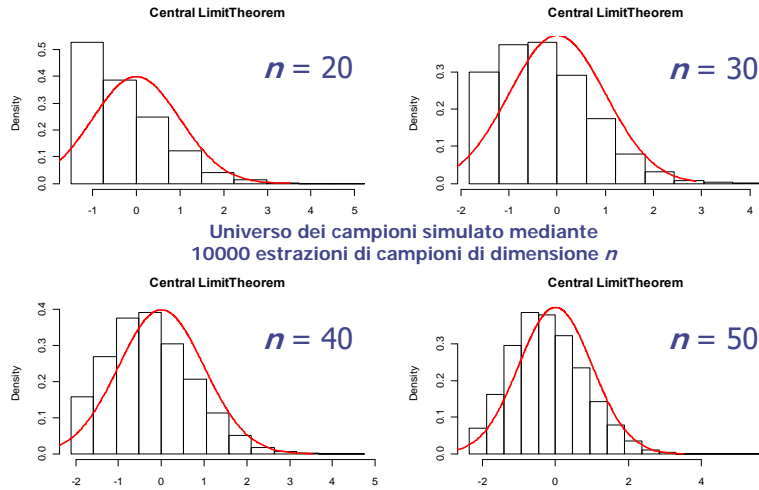 Central LimitTheorem
n = 20
Density
0.0 0.1 0.2 0.3 0.4 0.5
-1 0 1 2 3 4 5
Central LimitTheorem
n = 30
Density
0.0 0.1 0.2 0.3
-2 -1 0 1 2 3 4
Universo dei campioni simulato mediante
10000 estrazioni di campioni di dimensione n
Central LimitTheorem
n = 40
Density
0.0 0.1 0.2 0.3 0.4
-2 -1 0 1 2 3 4 5
Central LimitTheorem
n = 50
Density
0.0 0.1 0.2 0.3
-2 0 2 4